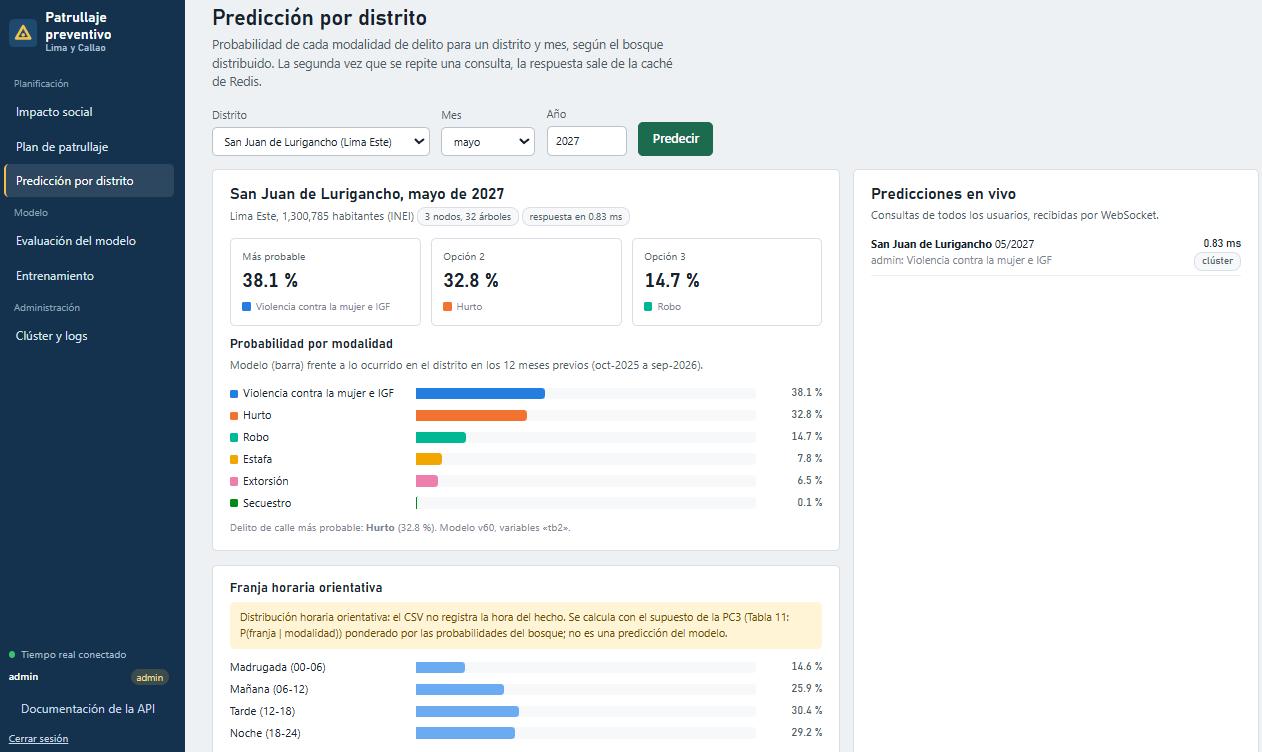 Patrullaje
preventivo
Lima y Callao
Planificación
Impacto social
Plan de patrullaje
Predicción por distrito
Modelo
Evaluación del modelo
Entrenamiento
Administración
Clúster y logs
Tiempo real conectado
admin admin
Documentación de la API
Cerrar sesión
Predicción por distrito
Probabilidad de cada modalidad de delito para un distrito y mes, según el bosque
distribuido. La segunda vez que se repite una consulta, la respuesta sale de la caché
de Redis.
Distrito Mes Año
San Juan de Lurigancho (Lima Este) mayo 2027 Predecir
San Juan de Lurigancho, mayo de 2027
Lima Este, 1,300,785 habitantes (INEI) 3 nodos, 32 árboles respuesta en 0.83 ms
Más probable Opción 2 Opción 3
38.1 % 32.8 % 14.7 %
Violencia contra la mujer e IGF Hurto Robo
Probabilidad por modalidad
Modelo (barra) frente a lo ocurrido en el distrito en los 12 meses previos (oct-2025 a sep-2026).
Violencia contra la mujer e IGF 38.1 %
Hurto 32.8 %
Robo 14.7 %
Estafa 7.8 %
Extorsión 6.5 %
Secuestro 0.1 %
Delito de calle más probable: Hurto (32.8 %). Modelo v60, variables «tb2».
Franja horaria orientativa
Distribución horaria orientativa: el CSV no registra la hora del hecho. Se calcula con el supuesto de la PC3 (Tabla 11:
P(franja | modalidad)) ponderado por las probabilidades del bosque; no es una predicción del modelo.
Madrugada (00-06) 14.6 %
Mañana (06-12) 25.9 %
Tarde (12-18) 30.4 %
Noche (18-24) 29.2 %
Predicciones en vivo
Consultas de todos los usuarios, recibidas por WebSocket.
San Juan de Lurigancho 05/2027 0.83 ms
admin: Violencia contra la mujer e IGF clúster